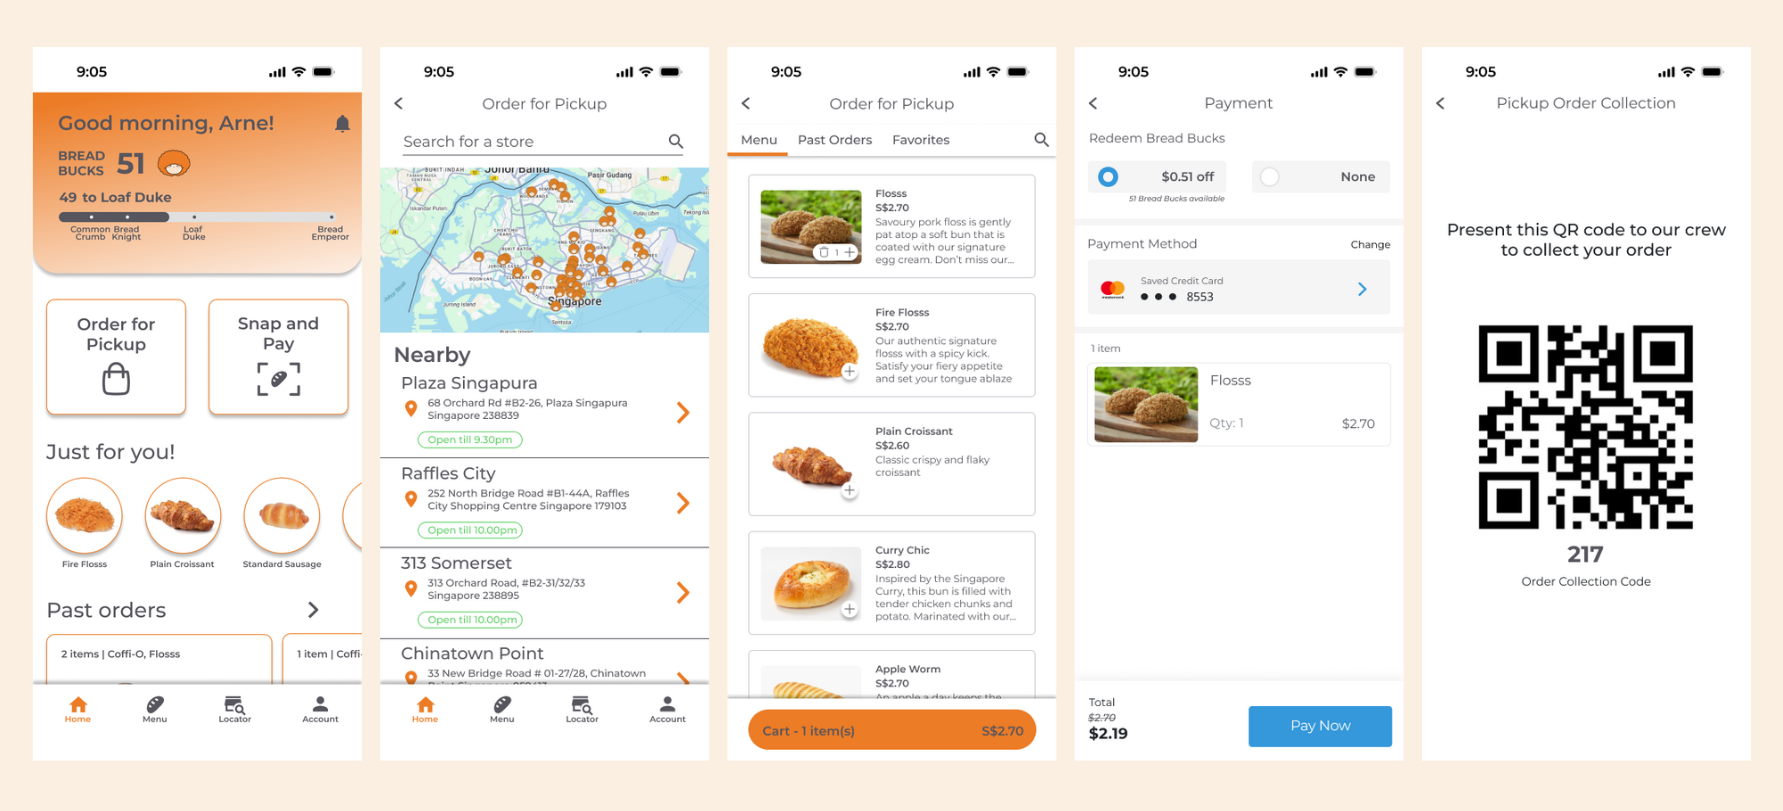 9:05
Good morning, Arne!
BREAD
BUCKS 51
49 to Loaf Duke
Common Crumb
Bread Knight
Loaf Duke
Bread Emperor
Order for
Pickup
Snap and
Pay
Just for you!
Fire Flosss
Plain Croissant
Standard Sausage
Past orders
2 items | Coffi-O, Flosss
1 item | Coffi-
Home
Menu
Locator
Account
9:05
Order for Pickup
Search for a store
Johor Bahru
Pasir Gudang
Singapore
Nearby
Plaza Singapura
68 Orchard Rd #B2-26, Plaza Singapura
Singapore 238839
Open till 9.30pm
Raffles City
252 North Bridge Road #B1-44A, Raffles
City Shopping Centre Singapore 179103
Open till 10.00pm
313 Somerset
313 Orchard Road, #B2-31/32/33
Singapore 238895
Open till 10.00pm
Chinatown Point
33 New Bridge Road # 01-27/28, Chinatown
Home
Menu
Locator
Account
9:05
Order for Pickup
Menu
Past Orders
Favorites
Flosss
S$2.70
Savoury pork floss is gently
pat atop a soft bun that is
coated with our signature
egg cream. Don't miss our...
1
Fire Flosss
S$2.70
Our authentic signature
flosss with a spicy kick.
Satisfy your fiery appetite
and set your tongue ablaze
Plain Croissant
S$2.60
Classic crispy and flaky
croissant
Curry Chic
S$2.80
Inspired by the Singapore
Curry, this bun is filled with
tender chicken chunks and
potato. Marinated with our...
Apple Worm
S$2.70
An apple a day keeps the
Cart - 1 item(s)
S$2.70
9:05
Payment
Redeem Bread Bucks
$0.51 off
None
51 Bread Bucks available
Payment Method
Change
Saved Credit Card
8553
1 item
Flosss
Qty: 1
$2.70
Total
$2.70
$2.19
Pay Now
9:05
Pickup Order Collection
Present this QR code to our crew
to collect your order
217
Order Collection Code